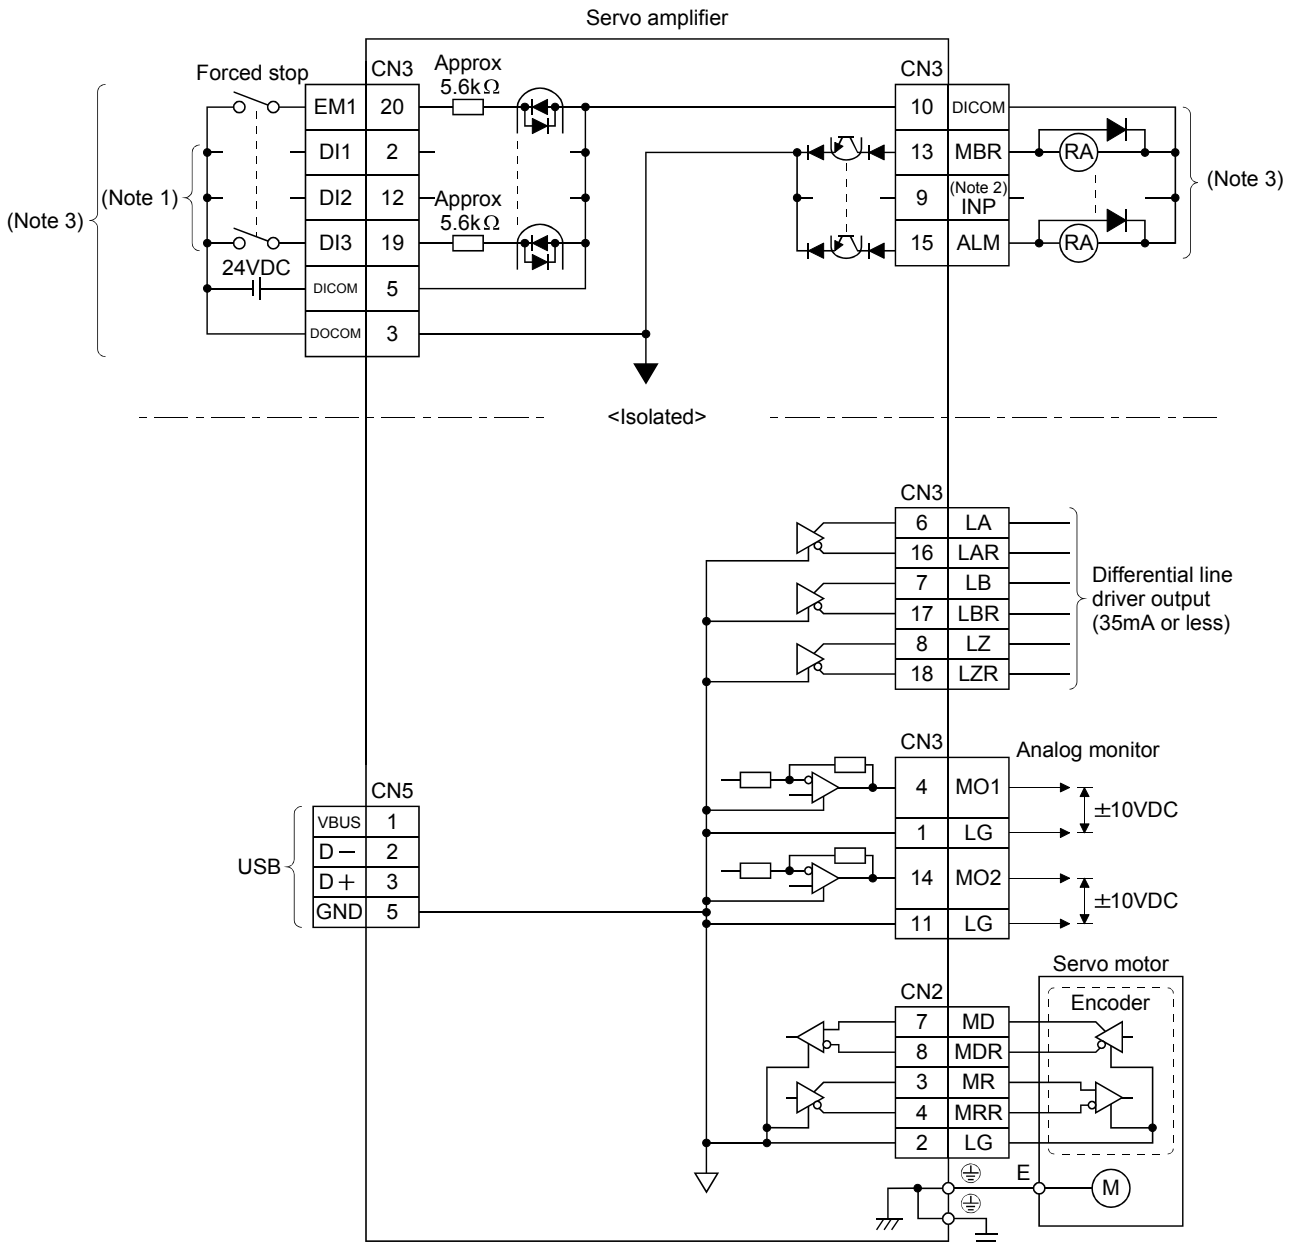 Servo amplifier
Forced stop
CN3
Approx
5.6kΩ
CN3
EM1 20
10 DICOM
DI1 2
13 MBR RA
(Note 1)
DI2 12
Approx
5.6kΩ
9 (Note 2)
INP
(Note 3)
(Note 3)
DI3 19
15 ALM RA
24VDC
DICOM 5
DOCOM 3
<Isolated>
CN3
6 LA
16 LAR
7 LB
17 LBR
8 LZ
18 LZR
Differential line
driver output
(35mA or less)
CN3
Analog monitor
4 MO1
±10VDC
1 LG
14 MO2
±10VDC
11 LG
CN5
VBUS 1
D− 2
USB
D+ 3
GND 5
Servo motor
CN2
Encoder
7 MD
8 MDR
3 MR
4 MRR
2 LG
E
M